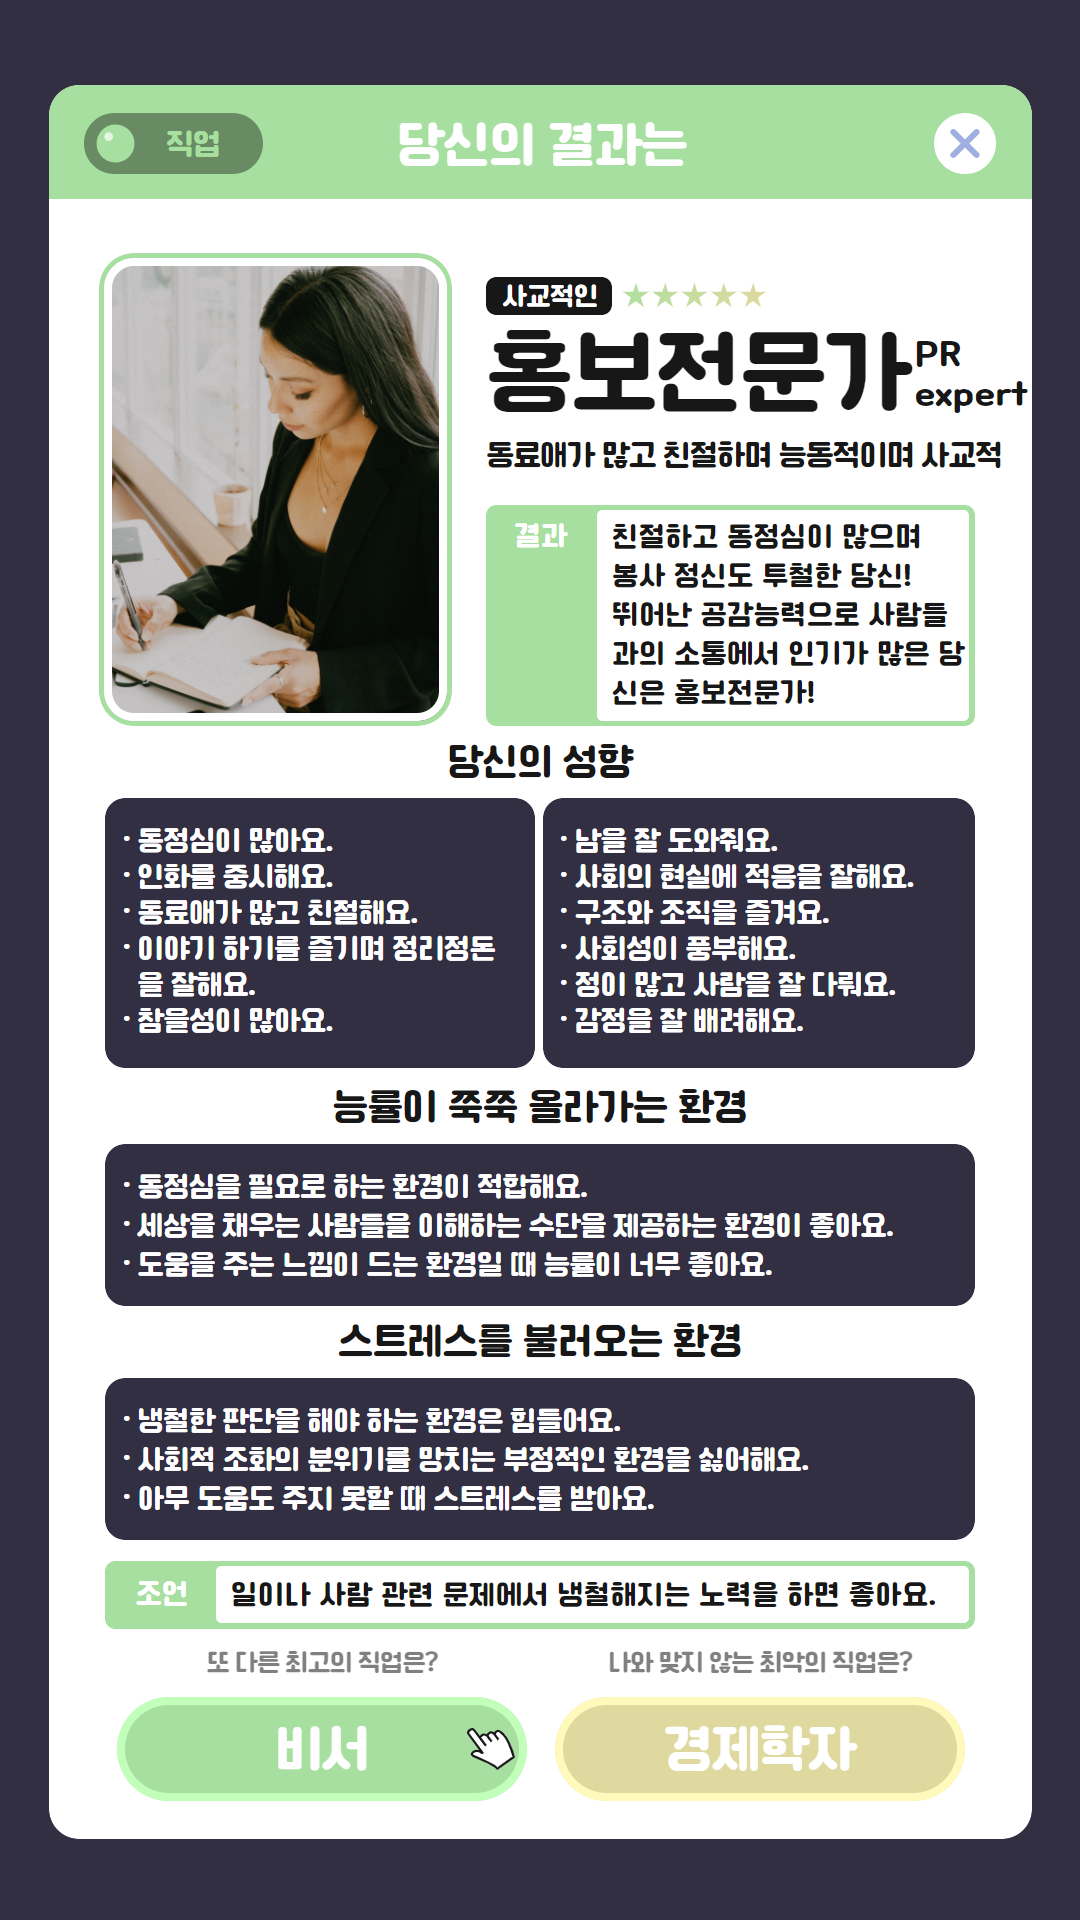 직업
당신의 결과는
사교적인
홍보전문가
PR
expert
동료애가 많고 친절하며 능동적이며 사교적
결과
친절하고 동정심이 많으며
봉사 정신도 투철한 당신!
뛰어난 공감능력으로 사람들
과의 소통에서 인기가 많은 당
신은 홍보전문가!
당신의 성향
· 동정심이 많아요.
· 인화를 중시해요.
· 동료애가 많고 친절해요.
· 이야기 하기를 즐기며 정리정돈
을 잘해요.
· 참을성이 많아요.
· 남을 잘 도와줘요.
· 사회의 현실에 적응을 잘해요.
· 구조와 조직을 즐겨요.
· 사회성이 풍부해요.
· 정이 많고 사람을 잘 다뤄요.
· 감정을 잘 배려해요.
능률이 쭉쭉 올라가는 환경
· 동정심을 필요로 하는 환경이 적합해요.
· 세상을 채우는 사람들을 이해하는 수단을 제공하는 환경이 좋아요.
· 도움을 주는 느낌이 드는 환경일 때 능률이 너무 좋아요.
스트레스를 불러오는 환경
· 냉철한 판단을 해야 하는 환경은 힘들어요.
· 사회적 조화의 분위기를 망치는 부정적인 환경을 싫어해요.
· 아무 도움도 주지 못할 때 스트레스를 받아요.
조언
일이나 사람 관련 문제에서 냉철해지는 노력을 하면 좋아요.
또 다른 최고의 직업은?
나와 맞지 않는 최악의 직업은?
비서
경제학자